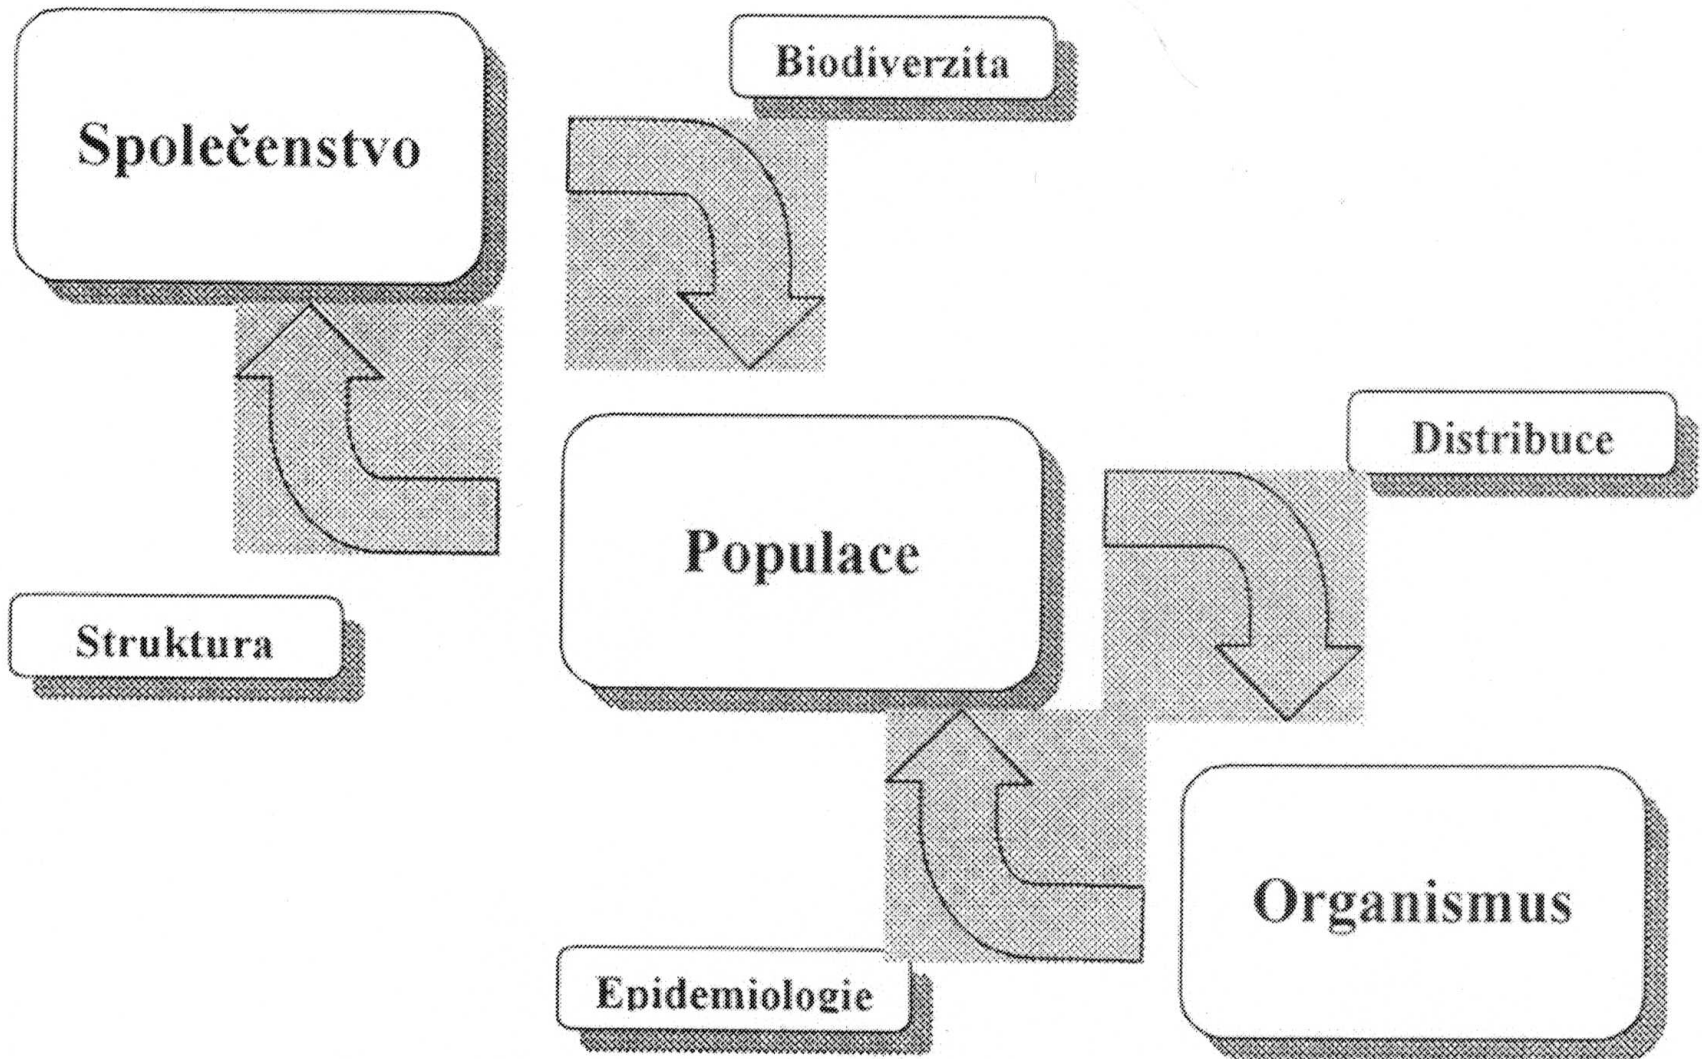 Biodiverzita
Společenstvo
Distribuce
Populace
Struktura
Organismus
Epidemiologie